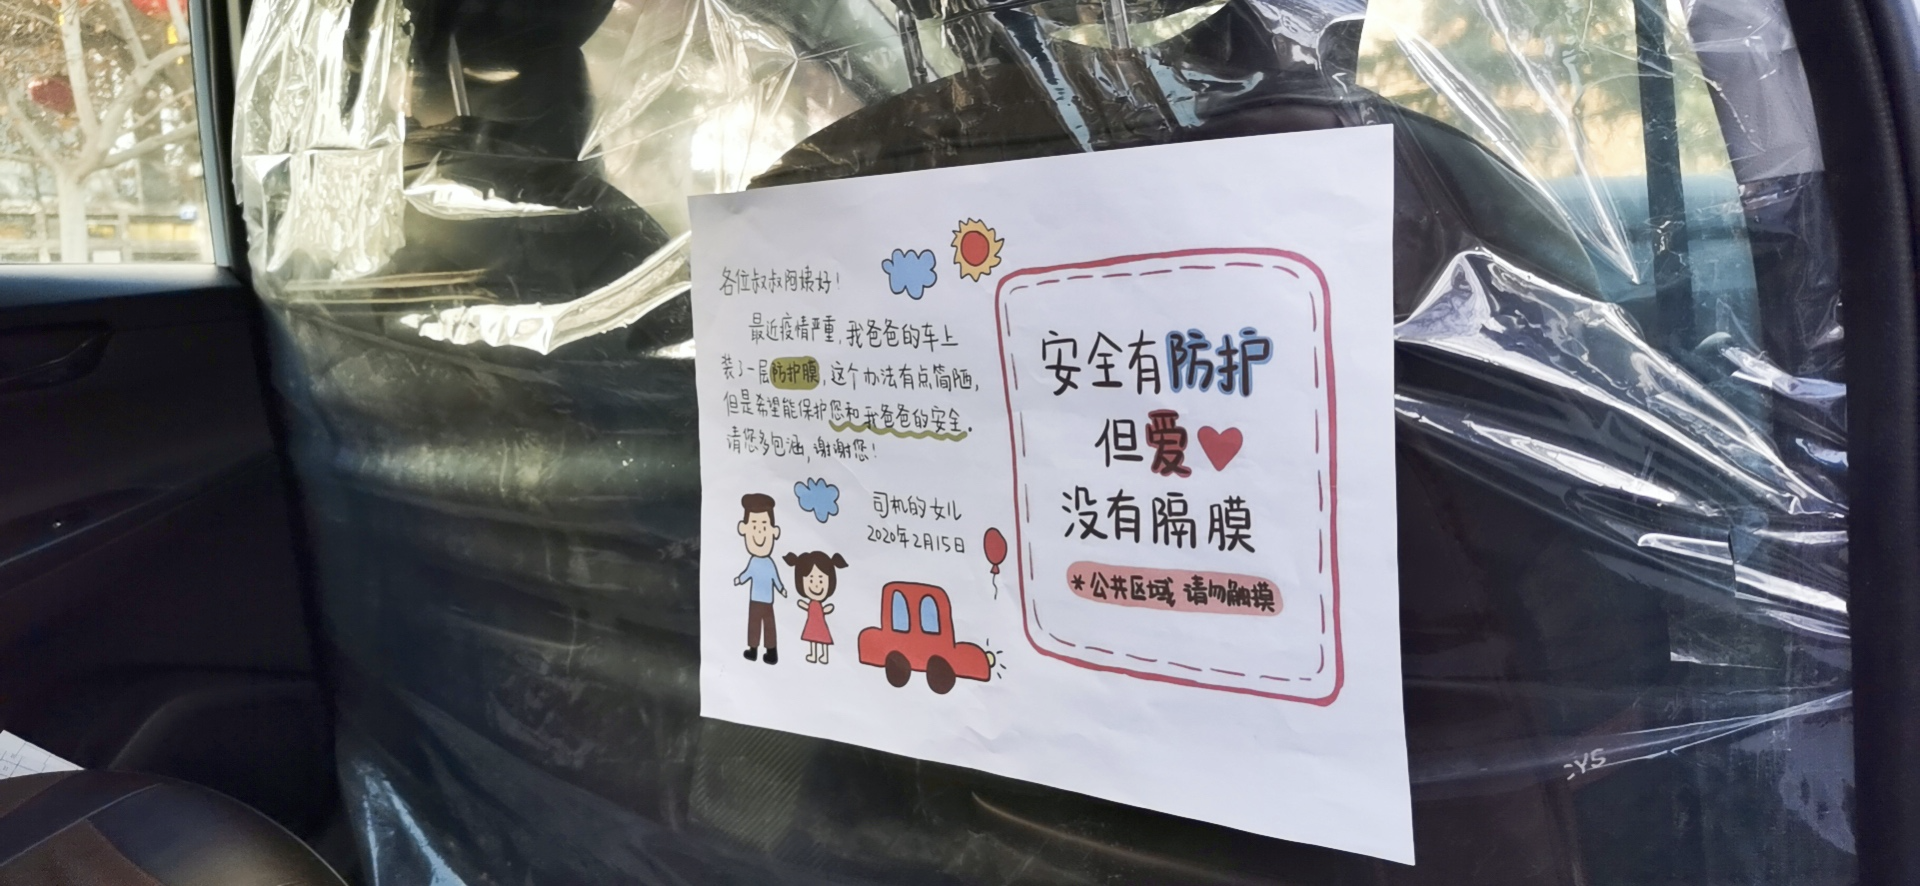 各位叔叔阿姨好！
最近疫情严重，我爸爸的车上
装了一层防护膜，这个办法有点简陋，
但是希望能保护您和我爸爸的安全。
请您多包涵，谢谢您！
司机的女儿
2020年2月15日
安全有防护
但爱
没有隔膜
*公共区域 请勿触摸